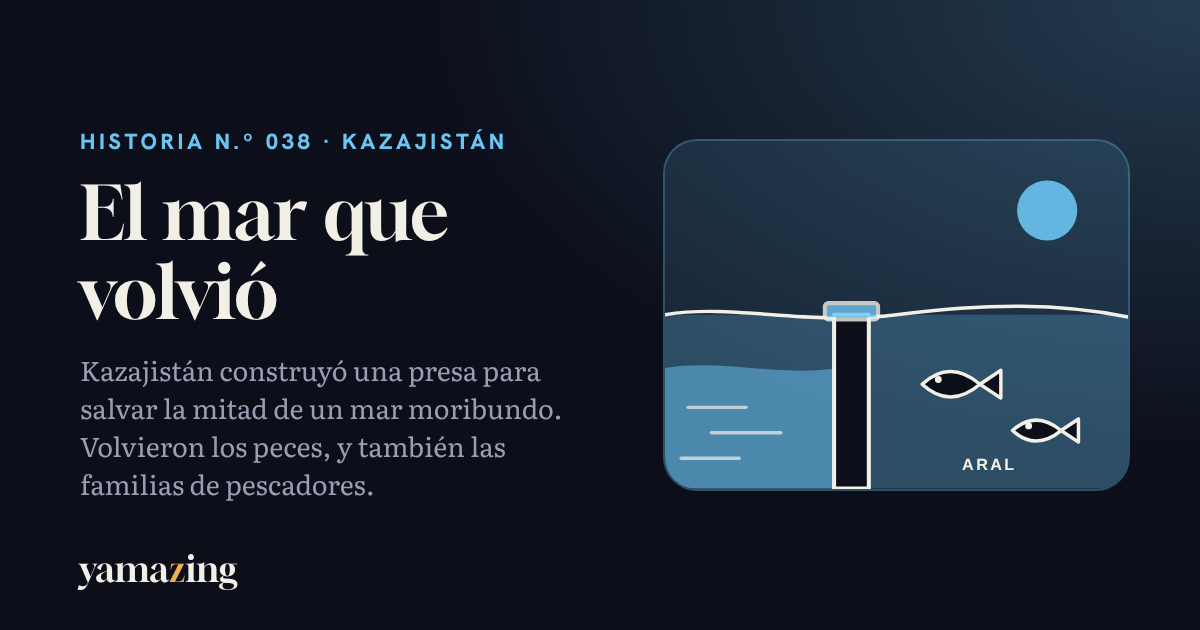 HISTORIA N.º 038 · KAZAJISTÁN
El mar que
volvió
Kazajistán construyó una presa para
salvar la mitad de un mar moribundo.
Volvieron los peces, y también las
familias de pescadores.
ARAL
yamazing